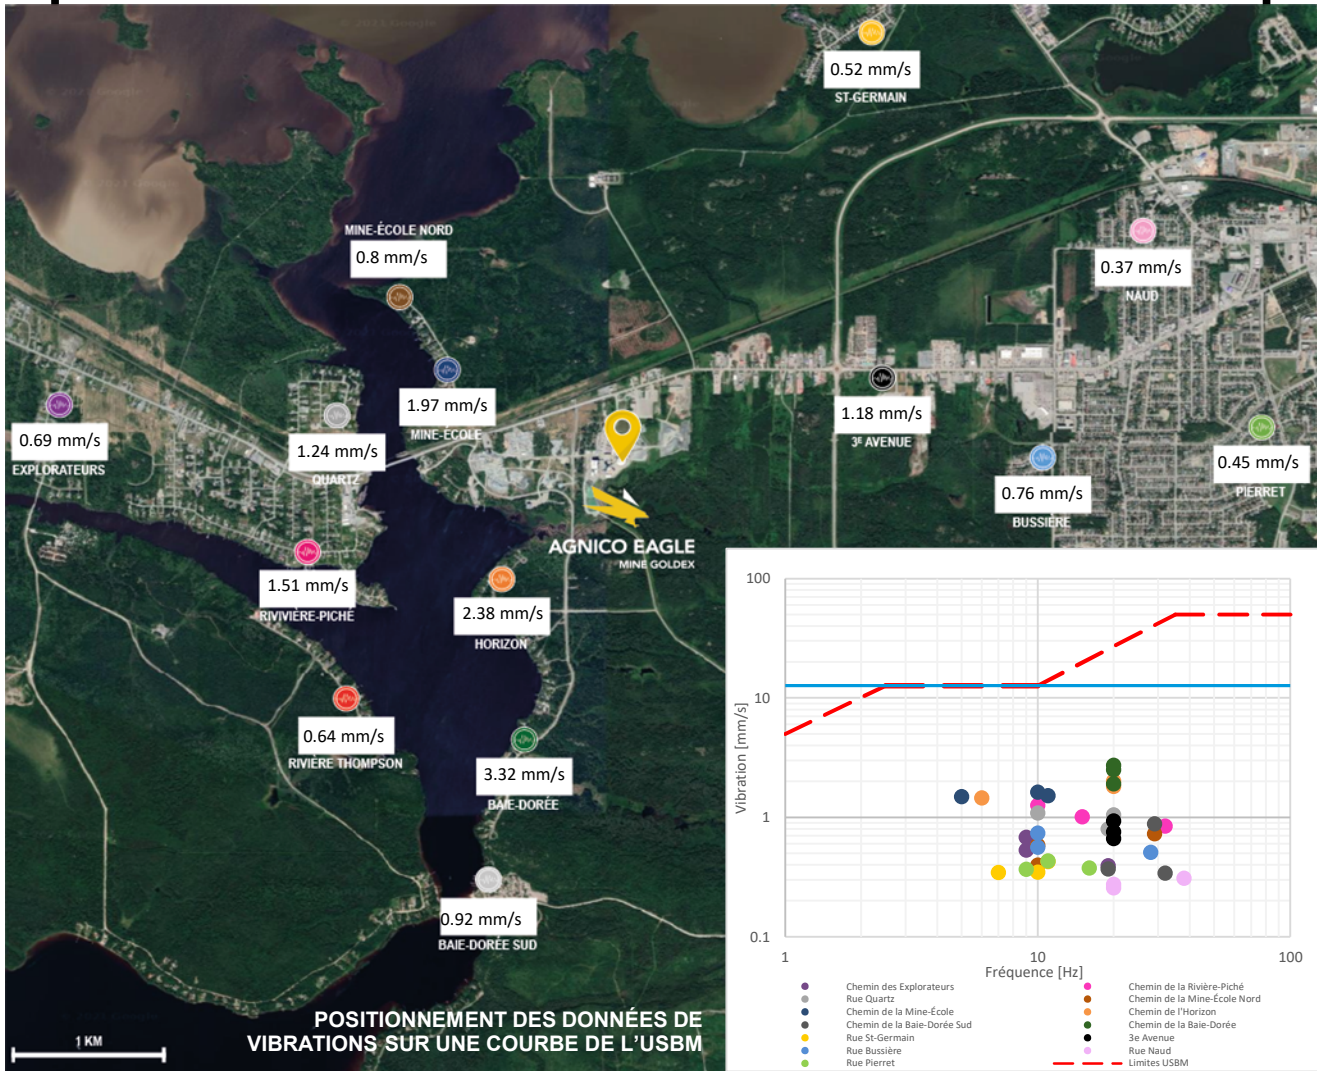 0.52 mm/s
ST-GERMAIN
MINE-ÉCOLE NORD
0.8 mm/s
0.37 mm/s
NAUD
0.69 mm/s
EXPLORATEURS
1.24 mm/s
QUARTZ
1.97 mm/s
MINE-ÉCOLE
1.18 mm/s
3E AVENUE
0.76 mm/s
BUSSIÈRE
0.45 mm/s
PIERRET
AGNICO EAGLE
MINE GOLDEX
1.51 mm/s
RIVIVIÈRE-PICHÉ
2.38 mm/s
HORIZON
0.64 mm/s
RIVIÈRE THOMPSON
3.32 mm/s
BAIE-DORÉE
0.92 mm/s
BAIE-DORÉE SUD
POSITIONNEMENT DES DONNÉES DE
VIBRATIONS SUR UNE COURBE DE L'USBM
1 KM
Vibration [mm/s]
100
10
1
0.1
1
10
100
Fréquence [Hz]
Chemin des Explorateurs
Chemin de la Rivière-Piché
Rue Quartz
Chemin de la Mine-École Nord
Chemin de la Mine-École
Chemin de l'Horizon
Chemin de la Baie-Dorée Sud
Chemin de la Baie-Dorée
Rue St-Germain
3e Avenue
Rue Bussière
Rue Naud
Rue Pierret
Limites USBM